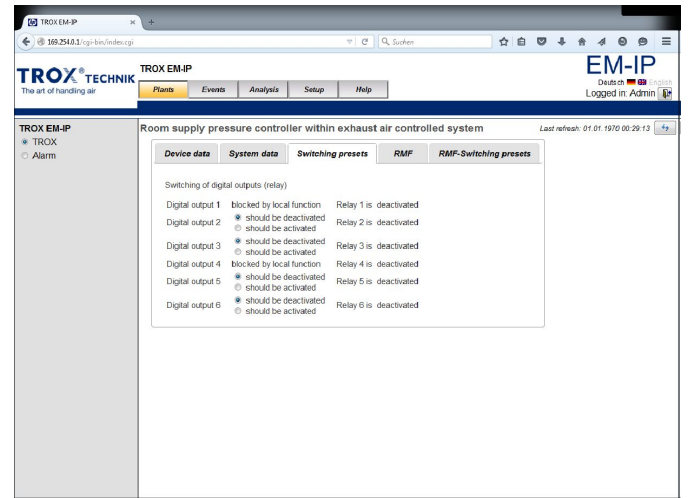 TROX EM-IP
169.254.0.1/cgi-bin/index.cgi
Suchen
TROX® TECHNIK
The art of handling air
TROX EM-IP
EM-IP
Deutsch English
Logged in: Admin
Plants Events Analysis Setup Help
TROX EM-IP
TROX
Alarm
Room supply pressure controller within exhaust air controlled system
Last refresh: 01.01.1970 00:29:13
Device data System data Switching presets RMF RMF-Switching presets
Switching of digital outputs (relay)
Digital output 1 blocked by local function Relay 1 is deactivated
Digital output 2 should be deactivated Relay 2 is deactivated
should be activated
Digital output 3 should be deactivated Relay 3 is deactivated
should be activated
Digital output 4 blocked by local function Relay 4 is deactivated
Digital output 5 should be deactivated Relay 5 is deactivated
should be activated
Digital output 6 should be deactivated Relay 6 is deactivated
should be activated